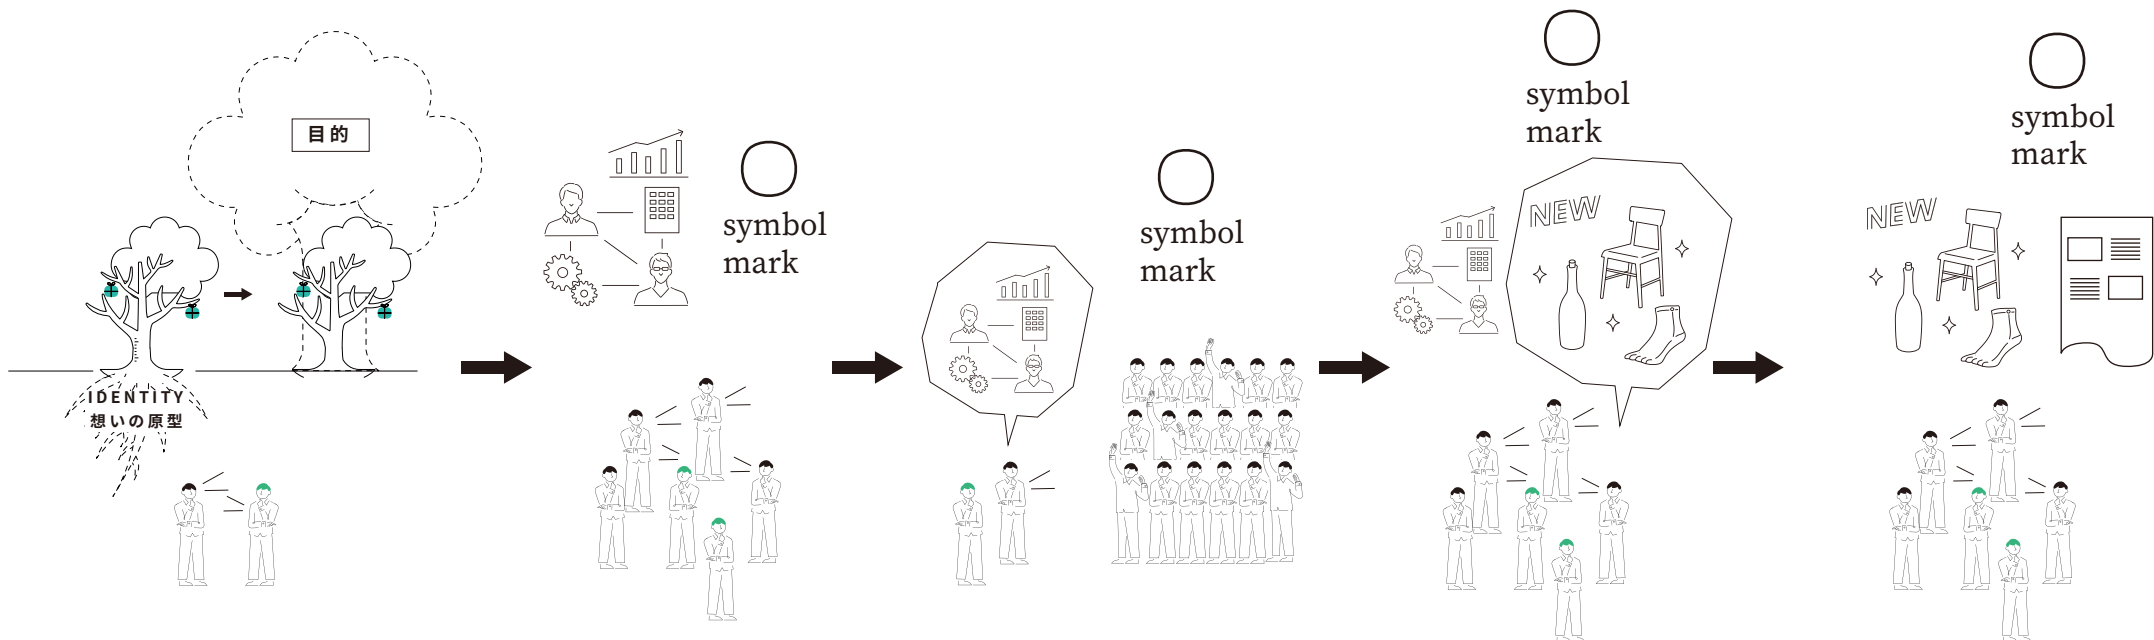 目的
IDENTITY
想いの原型
symbol
mark
symbol
mark
symbol
mark
NEW
symbol
mark
NEW